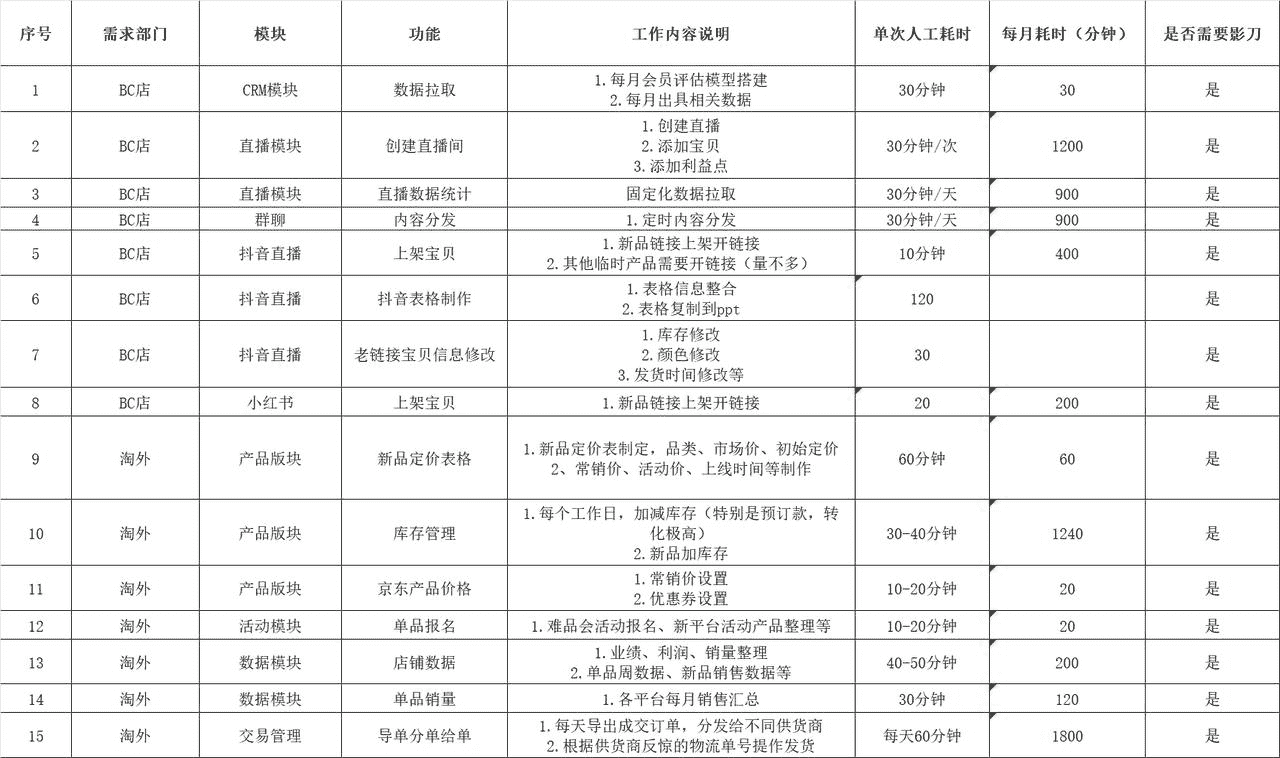 序号 需求部门 模块 功能 工作内容说明 单次人工耗时 每月耗时（分钟） 是否需要影刀
1 BC店 CRM模块 数据拉取 1.每月会员评估模型搭建
2.每月出具相关数据 30分钟 30 是
2 BC店 直播模块 创建直播间 1.创建直播
2.添加宝贝
3.添加利益点 30分钟/次 1200 是
3 BC店 直播模块 直播数据统计 固定化数据拉取 30分钟/天 900 是
4 BC店 群聊 内容分发 1.定时内容分发 30分钟/天 900 是
5 BC店 抖音直播 上架宝贝 1.新品链接上架开链接
2.其他临时产品需要开链接（量不多） 10分钟 400 是
6 BC店 抖音直播 抖音表格制作 1.表格信息整合
2.表格复制到ppt 120 是
7 BC店 抖音直播 老链接宝贝信息修改 1.库存修改
2.颜色修改
3.发货时间修改等 30 是
8 BC店 小红书 上架宝贝 1.新品链接上架开链接 20 200 是
9 淘外 产品版块 新品定价表格 1.新品定价表制定，品类、市场价、初始定价
2、常销价、活动价、上线时间等制作 60分钟 60 是
10 淘外 产品版块 库存管理 1.每个工作日，加减库存（特别是预订款，转
化极高）
2.新品加库存 30-40分钟 1240 是
11 淘外 产品版块 京东产品价格 1.常销价设置
2.优惠券设置 10-20分钟 20 是
12 淘外 活动模块 单品报名 1.难品会活动报名、新平台活动产品整理等 10-20分钟 20 是
13 淘外 数据模块 店铺数据 1.业绩、利润、销量整理
2.单品周数据、新品销售数据等 40-50分钟 200 是
14 淘外 数据模块 单品销量 1.各平台每月销售汇总 30分钟 120 是
15 淘外 交易管理 导单分单给单 1.每天导出成交订单，分发给不同供货商
2.根据供货商反惊的物流单号提作发货 每天60分钟 1800 是